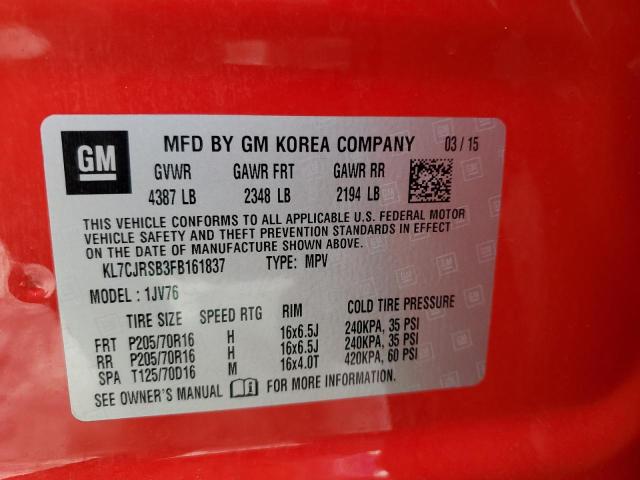 GM MFD BY GM KOREA COMPANY 03 / 15
GVWR GAWR FRT GAWR RR
4387 LB 2348 LB 2194 LB
THIS VEHICLE CONFORMS TO ALL APPLICABLE U.S. FEDERAL MOTOR
VEHICLE SAFETY AND THEFT PREVENTION STANDARDS IN EFFECT
ON THE DATE OF MANUFACTURE SHOWN ABOVE.
KL7CJRSB3FB161837 TYPE: MPV
MODEL: 1JV76
TIRE SIZE SPEED RTG RIM COLD TIRE PRESSURE
FRT P205/70R16 H 16x6.5J 240KPA, 35 PSI
RR P205/70R16 H 16x6.5J 240KPA, 35 PSI
SPA T125/70D16 M 16x4.0T 420KPA, 60 PSI
SEE OWNER'S MANUAL FOR MORE INFORMATION.